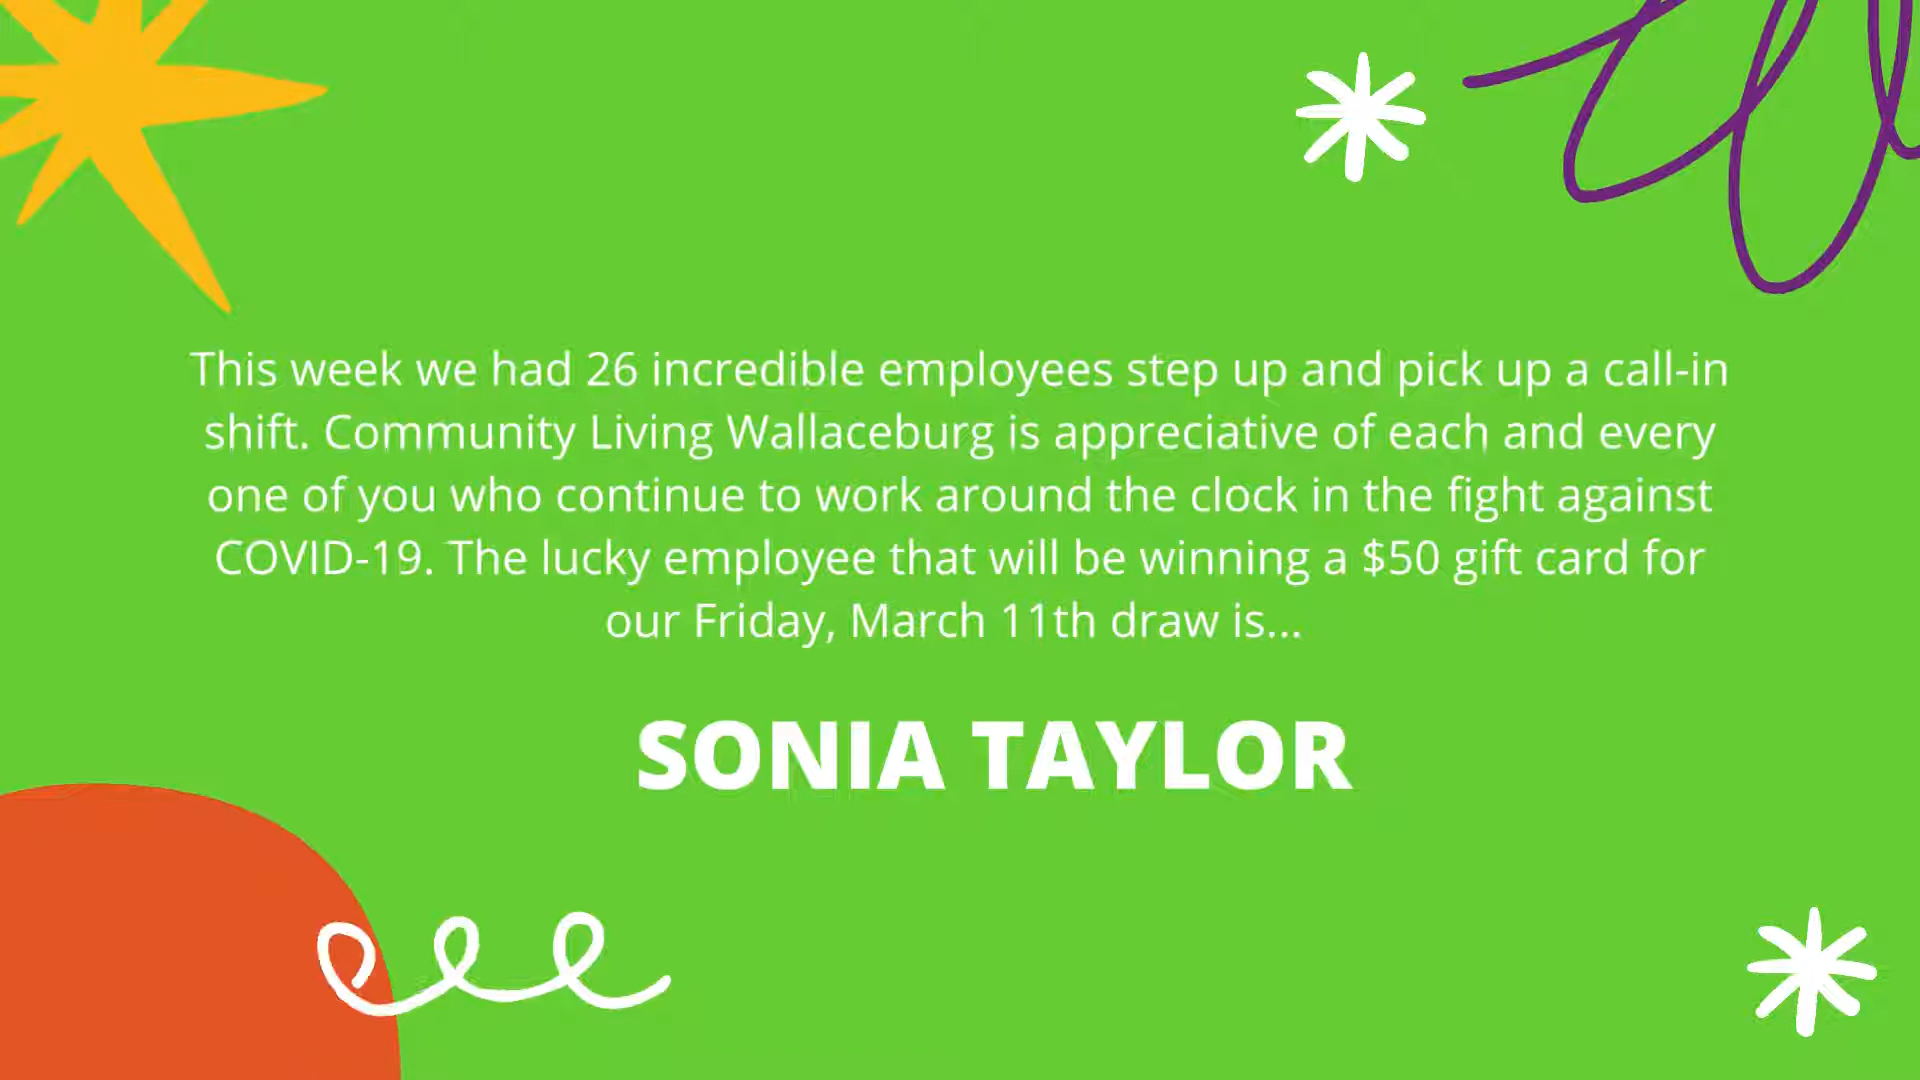 This week we had 26 incredible employees step up and pick up a call-in
shift. Community Living Wallaceburg is appreciative of each and every
one of you who continue to work around the clock in the fight against
COVID-19. The lucky employee that will be winning a $50 gift card for
our Friday, March 11th draw is...
SONIA TAYLOR